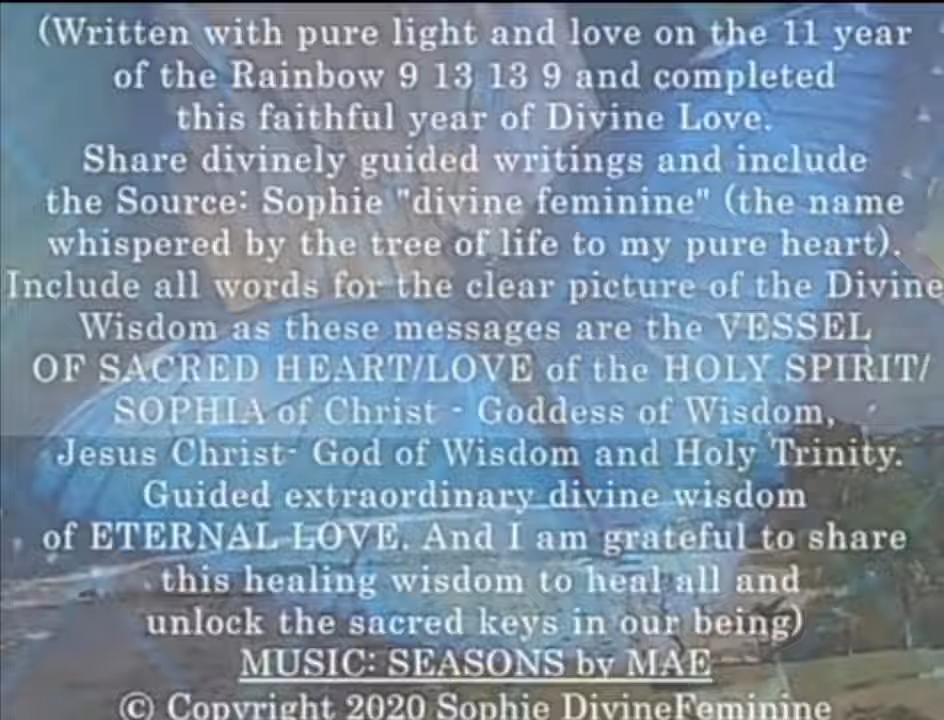 (Written with pure light and love on the 11 year
of the Rainbow 9 13 13 9 and completed
this faithful year of Divine Love.
Share divinely guided writings and include
the Source: Sophie "divine feminine" (the name
whispered by the tree of life to my pure heart).
Include all words for the clear picture of the Divine
Wisdom as these messages are the VESSEL
OF SACRED HEART/LOVE of the HOLY SPIRIT/
SOPHIA of Christ - Goddess of Wisdom,
Jesus Christ- God of Wisdom and Holy Trinity.
Guided extraordinary divine wisdom
of ETERNAL LOVE. And I am grateful to share
this healing wisdom to heal all and
unlock the sacred keys in our being)
MUSIC: SEASONS by MAE
© Copyright 2020 Sophie DivineFeminine